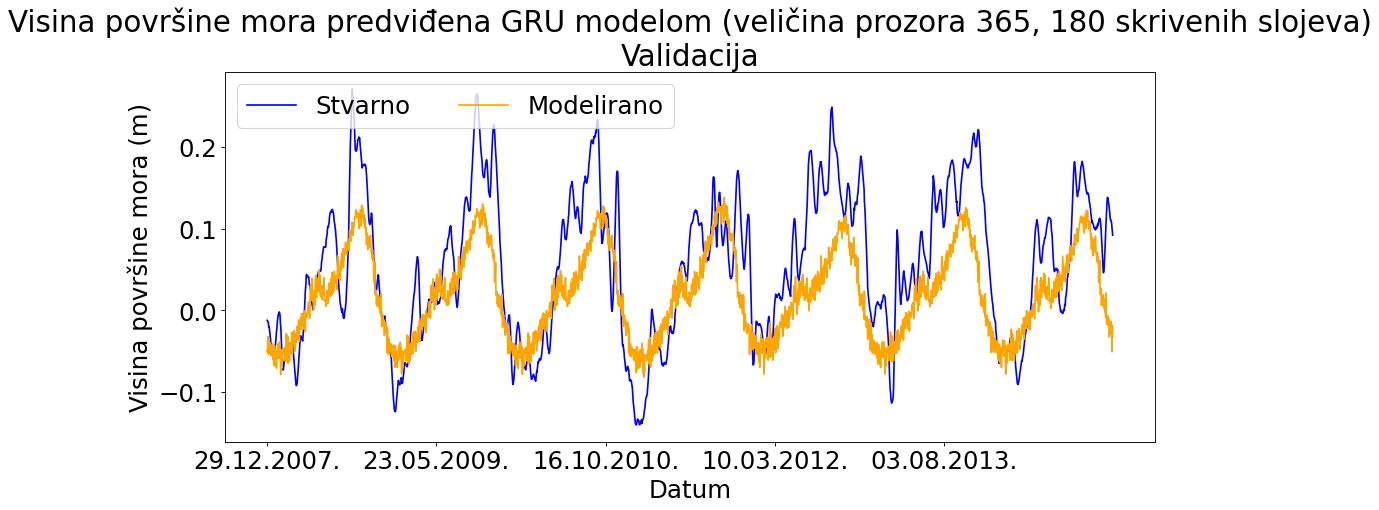 Visina površine mora predviđena GRU modelom (veličina prozora 365, 180 skrivenih slojeva)
Validacija
Stvarno
Modelirano
Visina površine mora (m)
0.2
0.1
0.0
−0.1
29.12.2007.
23.05.2009.
16.10.2010.
10.03.2012.
03.08.2013.
Datum